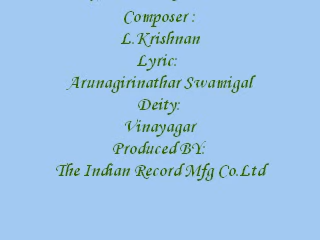 Composer :
L.Krishnan
Lyric:
Arunagirinathar Swamigal
Deity:
Vinayagar
Produced BY:
The Indian Record Mfg Co.Ltd